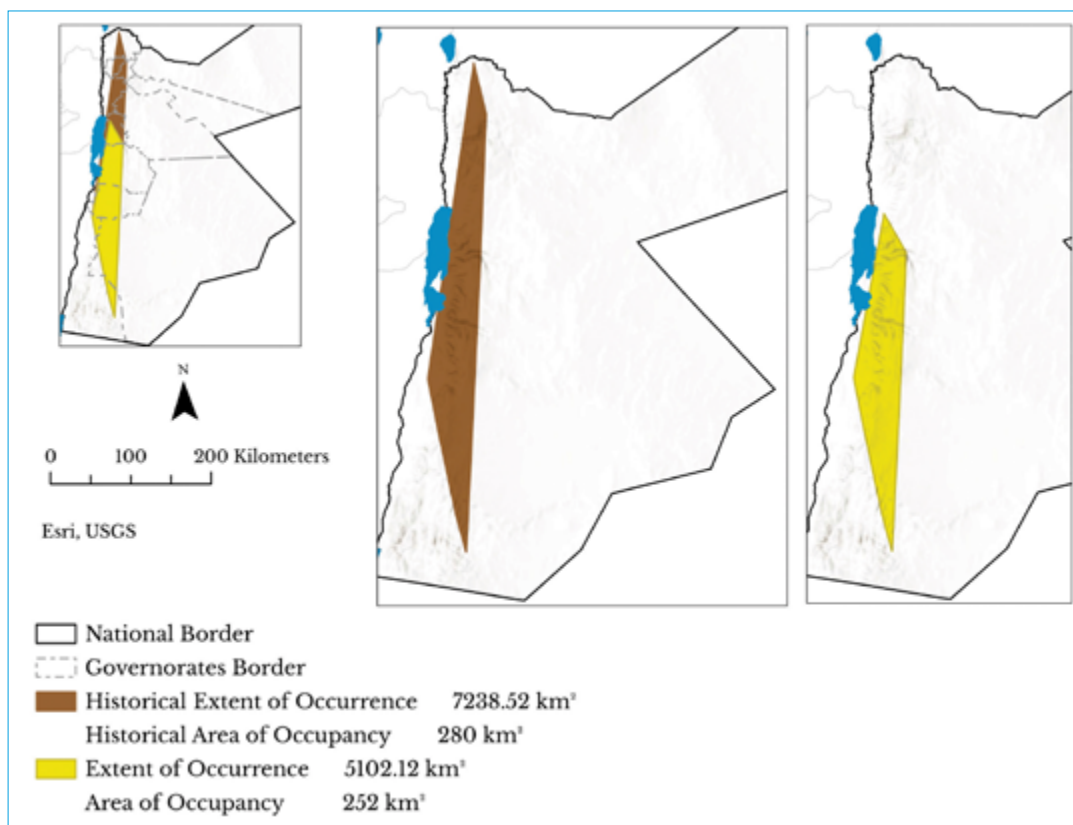 N
0 100 200 Kilometers
Esri, USGS
National Border
Governorates Border
Historical Extent of Occurrence 7238.52 km²
Historical Area of Occupancy 280 km²
Extent of Occurrence 5102.12 km²
Area of Occupancy 252 km²